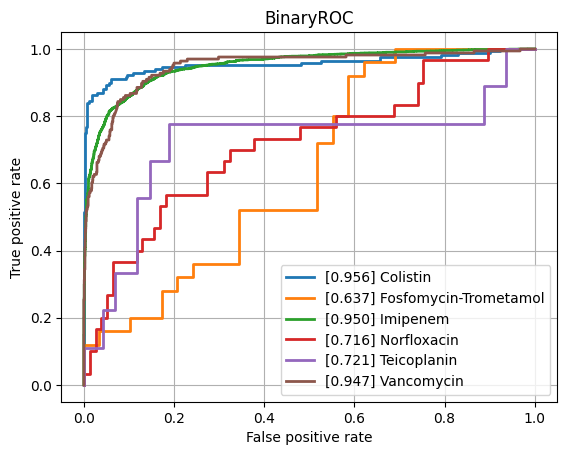 BinaryROC
True positive rate
1.0
0.8
0.6
0.4
0.2
0.0
[0.956] Colistin
[0.637] Fosfomycin-Trometamol
[0.950] Imipenem
[0.716] Norfloxacin
[0.721] Teicoplanin
[0.947] Vancomycin
0.0 0.2 0.4 0.6 0.8 1.0
False positive rate